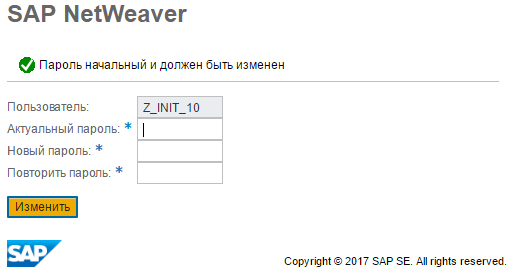 SAP NetWeaver
Пароль начальный и должен быть изменен
Пользователь: Z_INIT_10
Актуальный пароль: *
Новый пароль: *
Повторить пароль: *
Изменить
SAP
Copyright © 2017 SAP SE. All rights reserved.